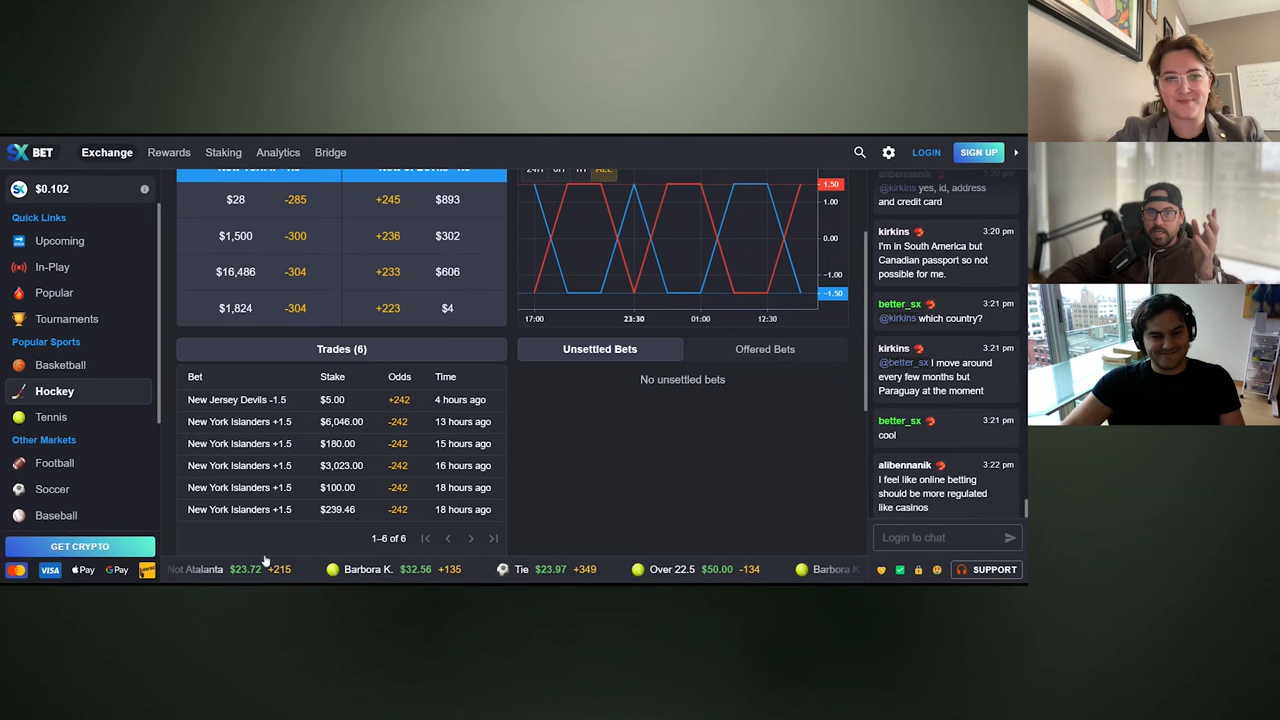 SX BET
Exchange
Rewards
Staking
Analytics
Bridge
LOGIN
SIGN UP
$0.102
Quick Links
Upcoming
In-Play
Popular
Tournaments
Popular Sports
Basketball
Hockey
Tennis
Other Markets
Football
Soccer
Baseball
GET CRYPTO
$28 -285 +245 $893
$1,500 -300 +236 $302
$16,486 -304 +233 $606
$1,824 -304 +223 $4
Trades (6)
Bet Stake Odds Time
New Jersey Devils -1.5 $5.00 +242 4 hours ago
New York Islanders +1.5 $6,046.00 -242 13 hours ago
New York Islanders +1.5 $180.00 -242 15 hours ago
New York Islanders +1.5 $3,023.00 -242 16 hours ago
New York Islanders +1.5 $100.00 -242 18 hours ago
New York Islanders +1.5 $239.46 -242 18 hours ago
1–6 of 6
24H 6H 1H ALL
1.50
1.00
0.00
−1.00
−1.50
17:00 23:30 01:00 12:30
Unsettled Bets
Offered Bets
No unsettled bets
alibennanik 3:20 pm
@kirkins yes, id, address
and credit card
kirkins 3:20 pm
I'm in South America but
Canadian passport so not
possible for me.
better_sx 3:21 pm
@kirkins which country?
kirkins 3:21 pm
@better_sx I move around
every few months but
Paraguay at the moment
better_sx 3:21 pm
cool
alibennanik 3:22 pm
I feel like online betting
should be more regulated
like casinos
Login to chat
VISA Apple Pay G Pay
Not Atalanta $23.72 +215
Barbora K. $32.56 +135
Tie $23.97 +349
Over 22.5 $50.00 -134
Barbora K
SUPPORT